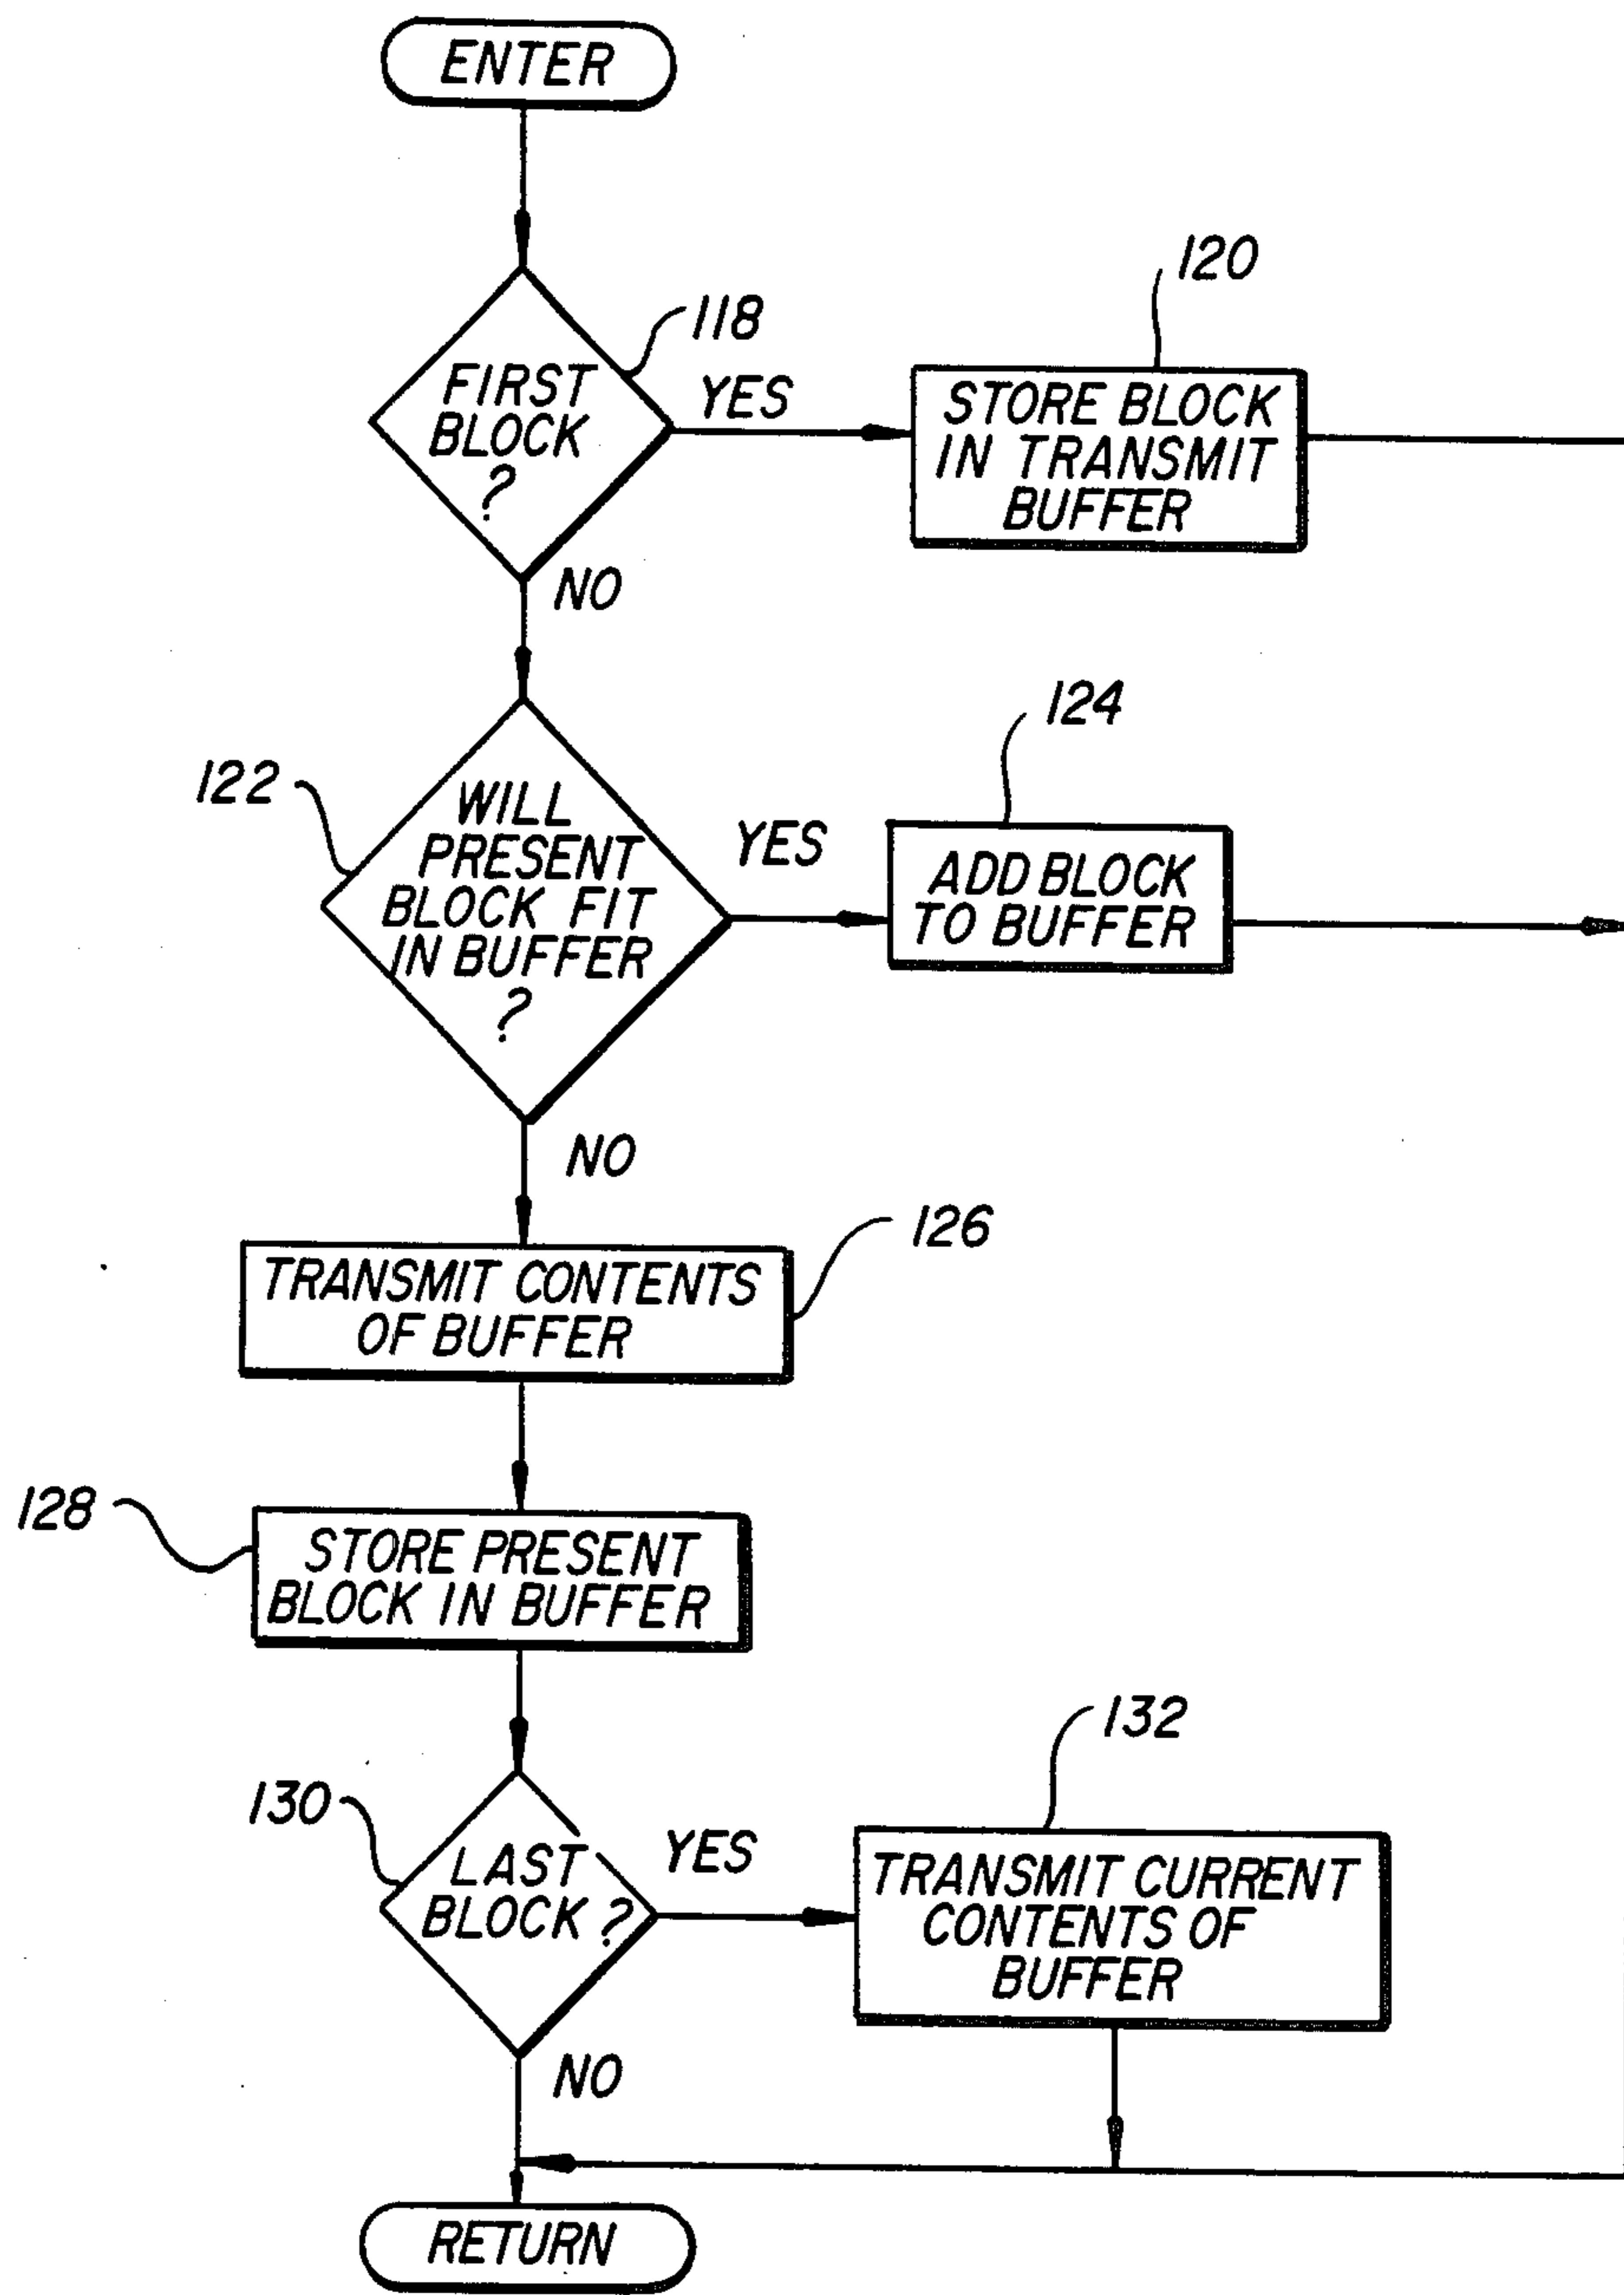 ENTER
118
FIRST
BLOCK
?
YES
NO
120
STORE BLOCK
IN TRANSMIT
BUFFER
122
WILL
PRESENT
BLOCK FIT
IN BUFFER
?
YES
NO
124
ADD BLOCK
TO BUFFER
126
TRANSMIT CONTENTS
OF BUFFER
128
STORE PRESENT
BLOCK IN BUFFER
130
LAST
BLOCK ?
YES
NO
132
TRANSMIT CURRENT
CONTENTS OF
BUFFER
RETURN